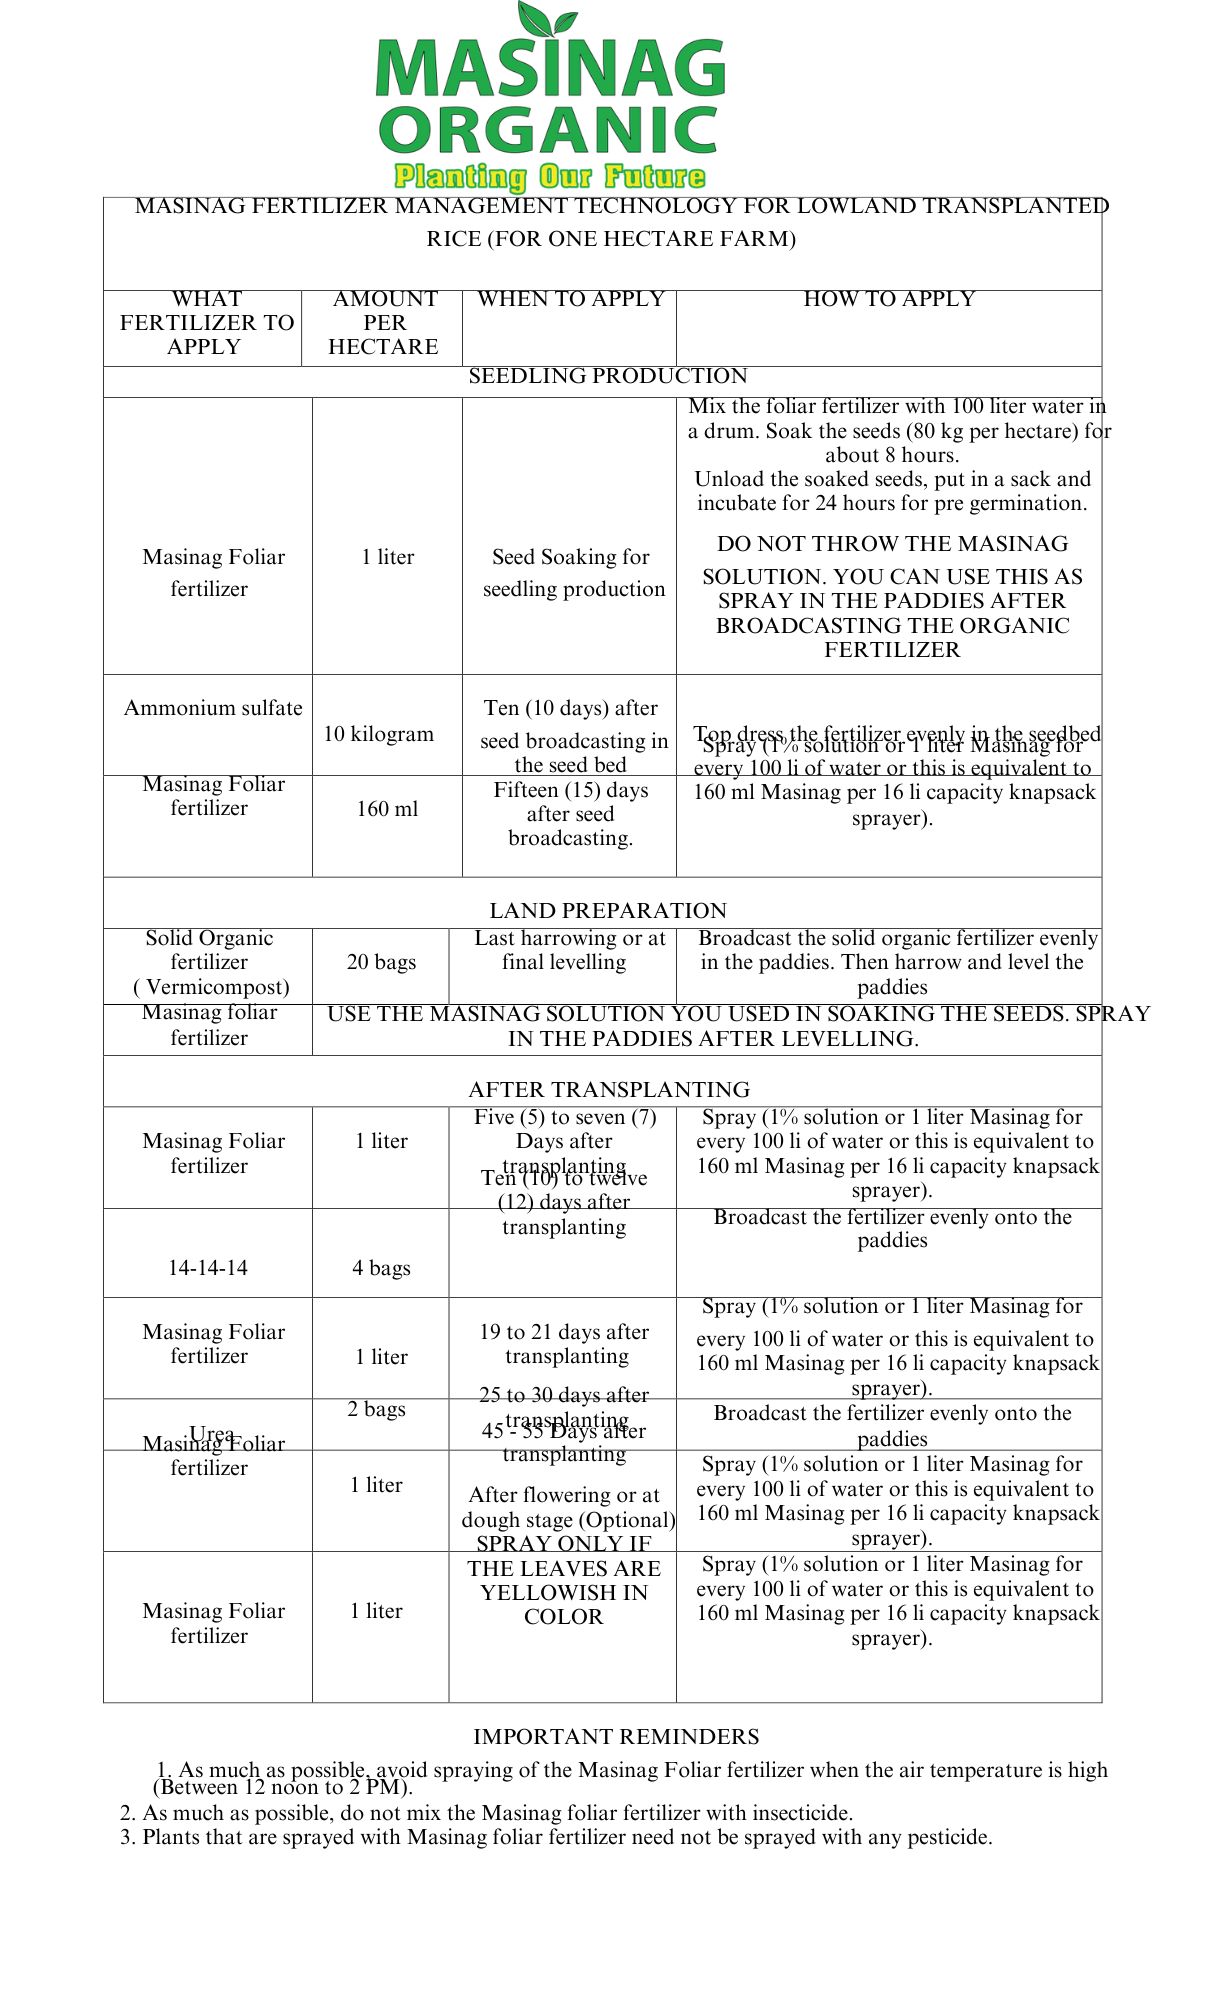 MASINAG
ORGANIC
Planting Our Future
MASINAG FERTILIZER MANAGEMENT TECHNOLOGY FOR LOWLAND TRANSPLANTED
RICE (FOR ONE HECTARE FARM)
WHAT
FERTILIZER TO
APPLY
AMOUNT
PER
HECTARE
WHEN TO APPLY
HOW TO APPLY
SEEDLING PRODUCTION
Masinag Foliar
fertilizer
1 liter
Seed Soaking for
seedling production
Mix the foliar fertilizer with 100 liter water in
a drum. Soak the seeds (80 kg per hectare) for
about 8 hours.
Unload the soaked seeds, put in a sack and
incubate for 24 hours for pre germination.
DO NOT THROW THE MASINAG
SOLUTION. YOU CAN USE THIS AS
SPRAY IN THE PADDIES AFTER
BROADCASTING THE ORGANIC
FERTILIZER
Ammonium sulfate
10 kilogram
Ten (10 days) after
seed broadcasting in
the seed bed
Top dress the fertilizer evenly in the seedbed
Masinag Foliar
fertilizer
160 ml
Fifteen (15) days
after seed
broadcasting.
Spray (1% solution or 1 liter Masinag for
every 100 li of water or this is equivalent to
160 ml Masinag per 16 li capacity knapsack
sprayer).
LAND PREPARATION
Solid Organic
fertilizer
( Vermicompost)
20 bags
Last harrowing or at
final levelling
Broadcast the solid organic fertilizer evenly
in the paddies. Then harrow and level the
paddies
Masinag foliar
fertilizer
USE THE MASINAG SOLUTION YOU USED IN SOAKING THE SEEDS. SPRAY
IN THE PADDIES AFTER LEVELLING.
AFTER TRANSPLANTING
Masinag Foliar
fertilizer
1 liter
Five (5) to seven (7)
Days after
transplanting
Spray (1% solution or 1 liter Masinag for
every 100 li of water or this is equivalent to
160 ml Masinag per 16 li capacity knapsack
sprayer).
14-14-14
4 bags
Ten (10) to twelve
(12) days after
transplanting
Broadcast the fertilizer evenly onto the
paddies
Masinag Foliar
fertilizer
1 liter
19 to 21 days after
transplanting
Spray (1% solution or 1 liter Masinag for
every 100 li of water or this is equivalent to
160 ml Masinag per 16 li capacity knapsack
sprayer).
Urea
2 bags
25 to 30 days after
transplanting
Broadcast the fertilizer evenly onto the
paddies
Masinag Foliar
fertilizer
1 liter
45 - 55 Days after
transplanting
Spray (1% solution or 1 liter Masinag for
every 100 li of water or this is equivalent to
160 ml Masinag per 16 li capacity knapsack
sprayer).
Masinag Foliar
fertilizer
1 liter
After flowering or at
dough stage (Optional)
SPRAY ONLY IF
THE LEAVES ARE
YELLOWISH IN
COLOR
Spray (1% solution or 1 liter Masinag for
every 100 li of water or this is equivalent to
160 ml Masinag per 16 li capacity knapsack
sprayer).
IMPORTANT REMINDERS
1. As much as possible, avoid spraying of the Masinag Foliar fertilizer when the air temperature is high
(Between 12 noon to 2 PM).
2. As much as possible, do not mix the Masinag foliar fertilizer with insecticide.
3. Plants that are sprayed with Masinag foliar fertilizer need not be sprayed with any pesticide.